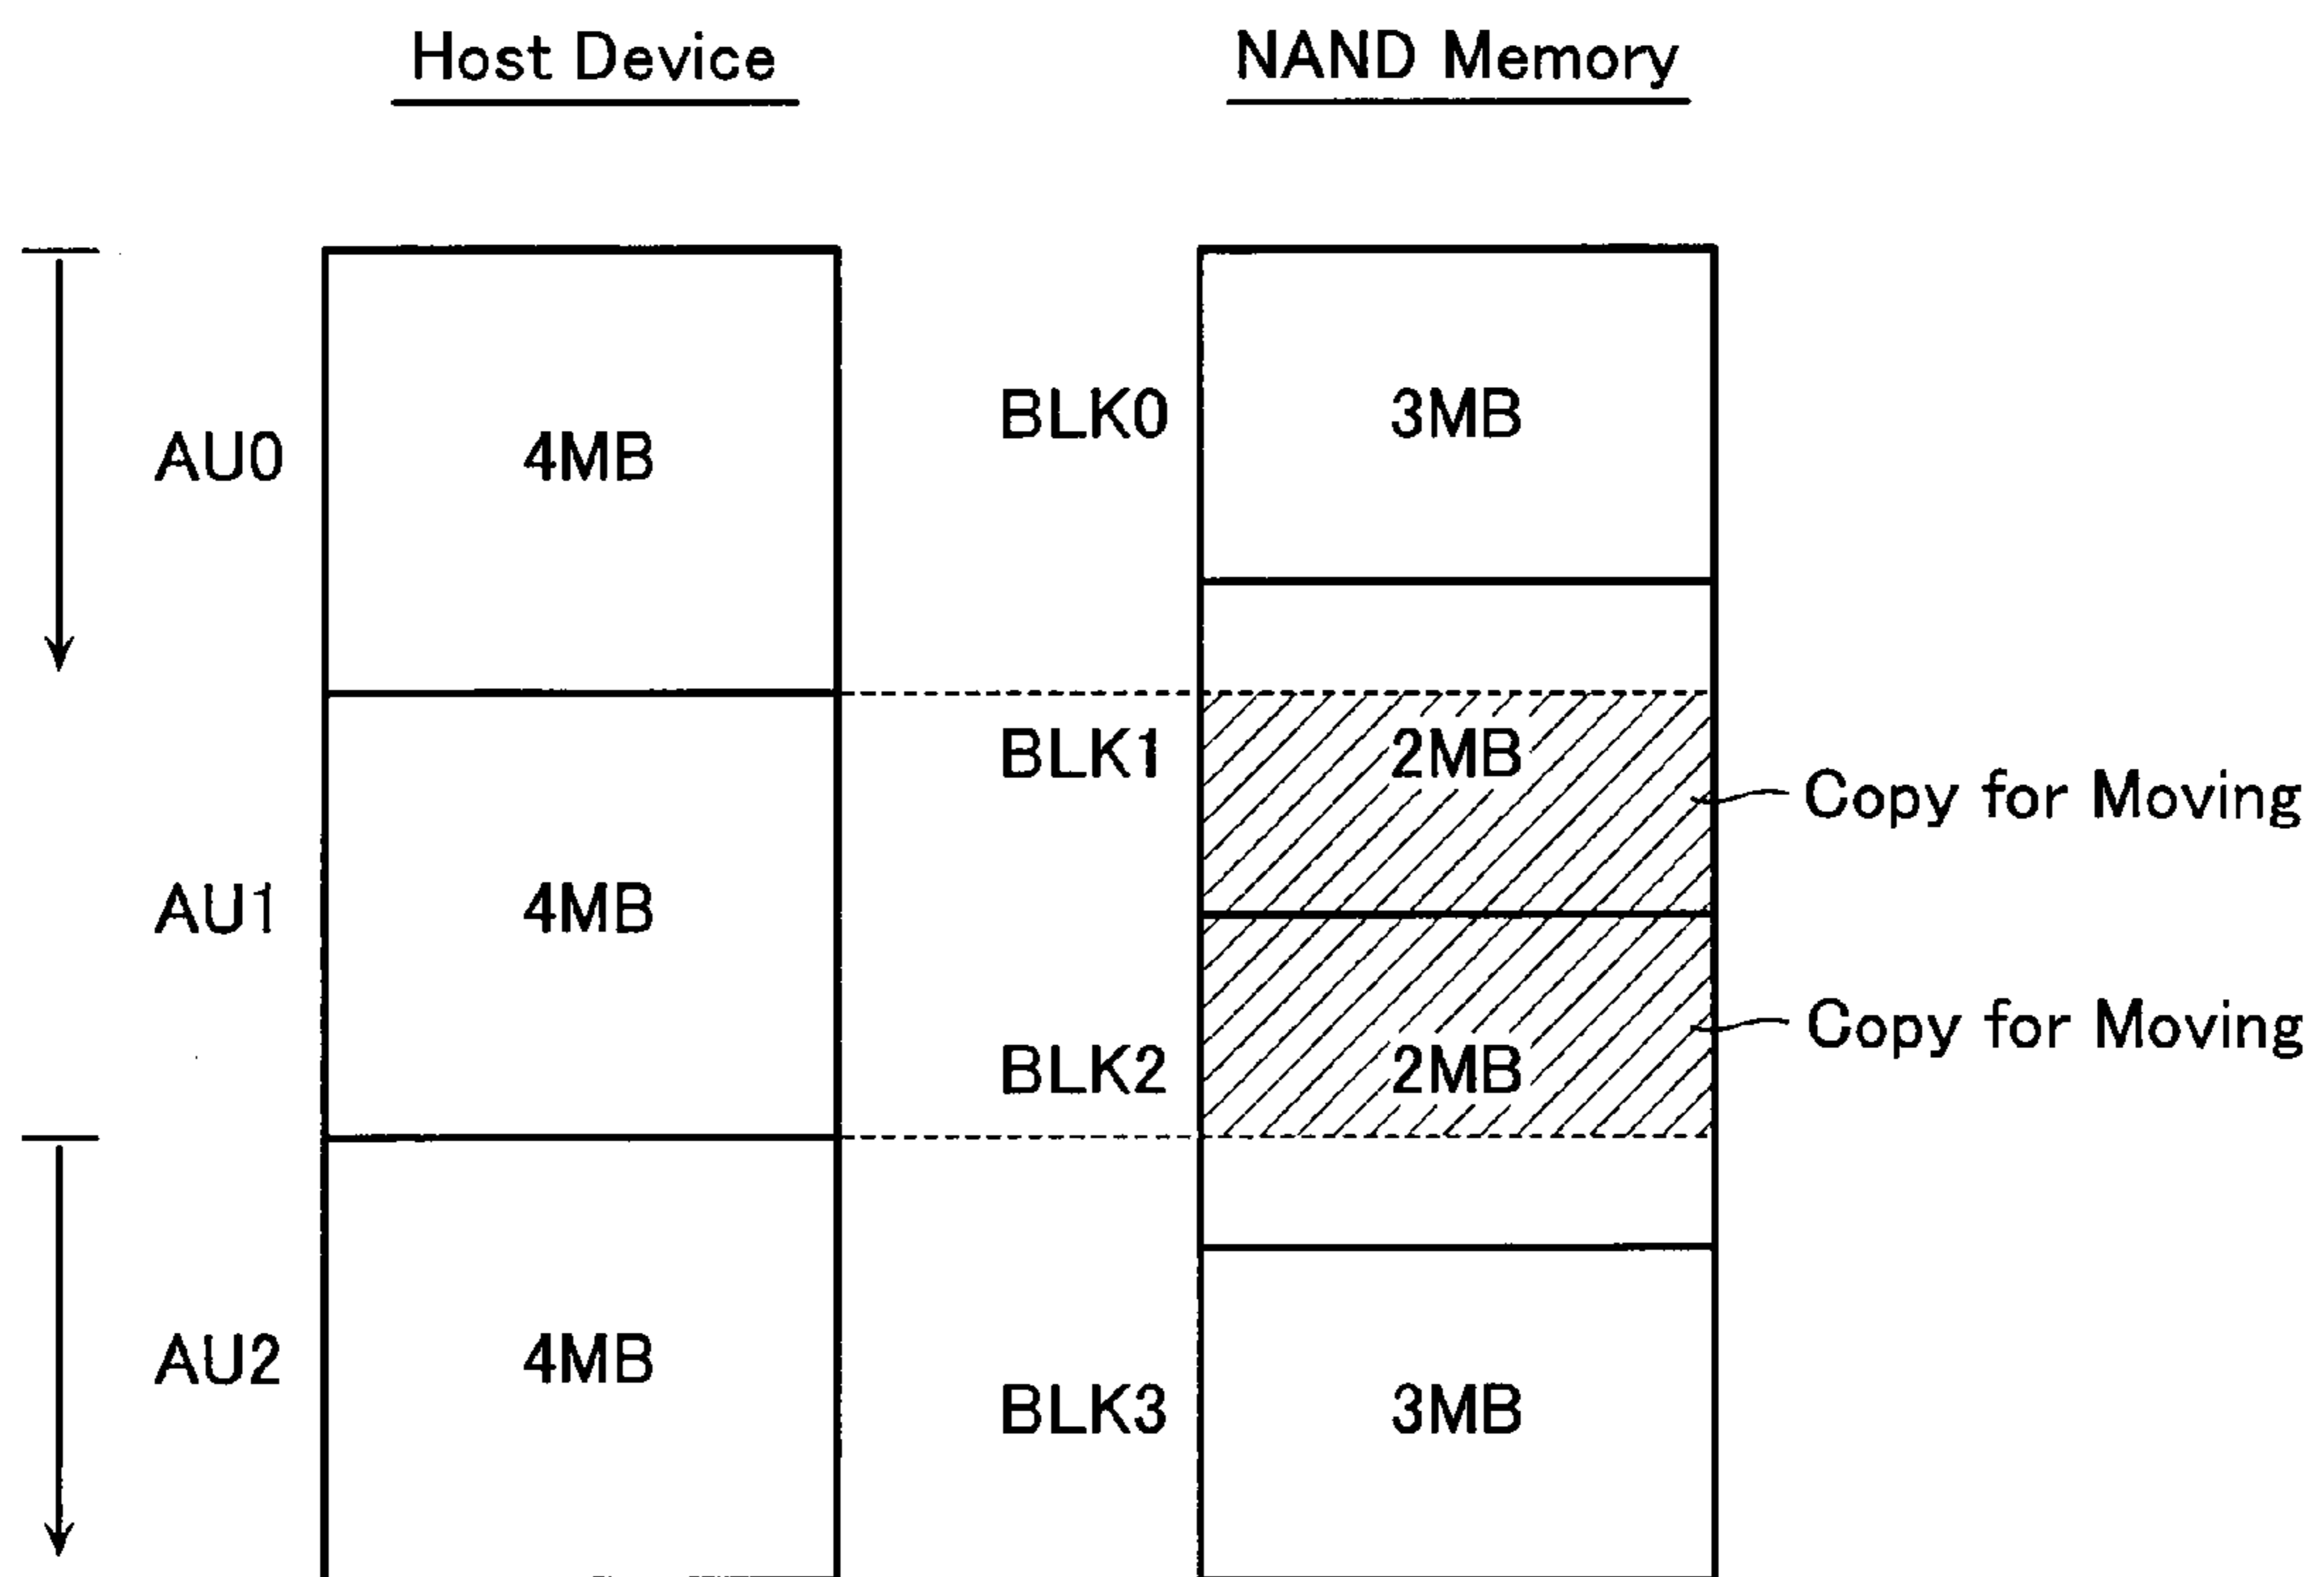 Host Device
NAND Memory
AU0
4MB
BLK0
3MB
BLK1
2MB
Copy for Moving
AU1
4MB
BLK2
2MB
Copy for Moving
AU2
4MB
BLK3
3MB